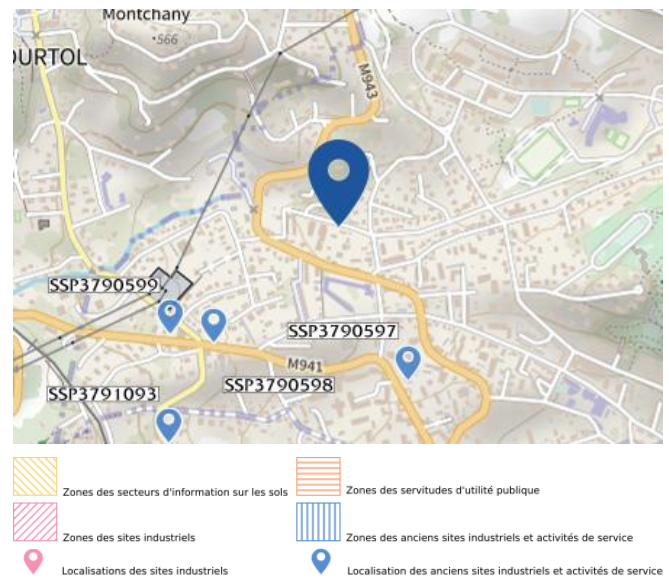 Montchany
•566
OURTOL
M943
SSP3790599
SSP3790597
M941
SSP3790598
SSP3791093
Zones des secteurs d'information sur les sols
Zones des servitudes d'utilité publique
Zones des sites industriels
Zones des anciens sites industriels et activités de service
Localisations des sites industriels
Localisation des anciens sites industriels et activités de service